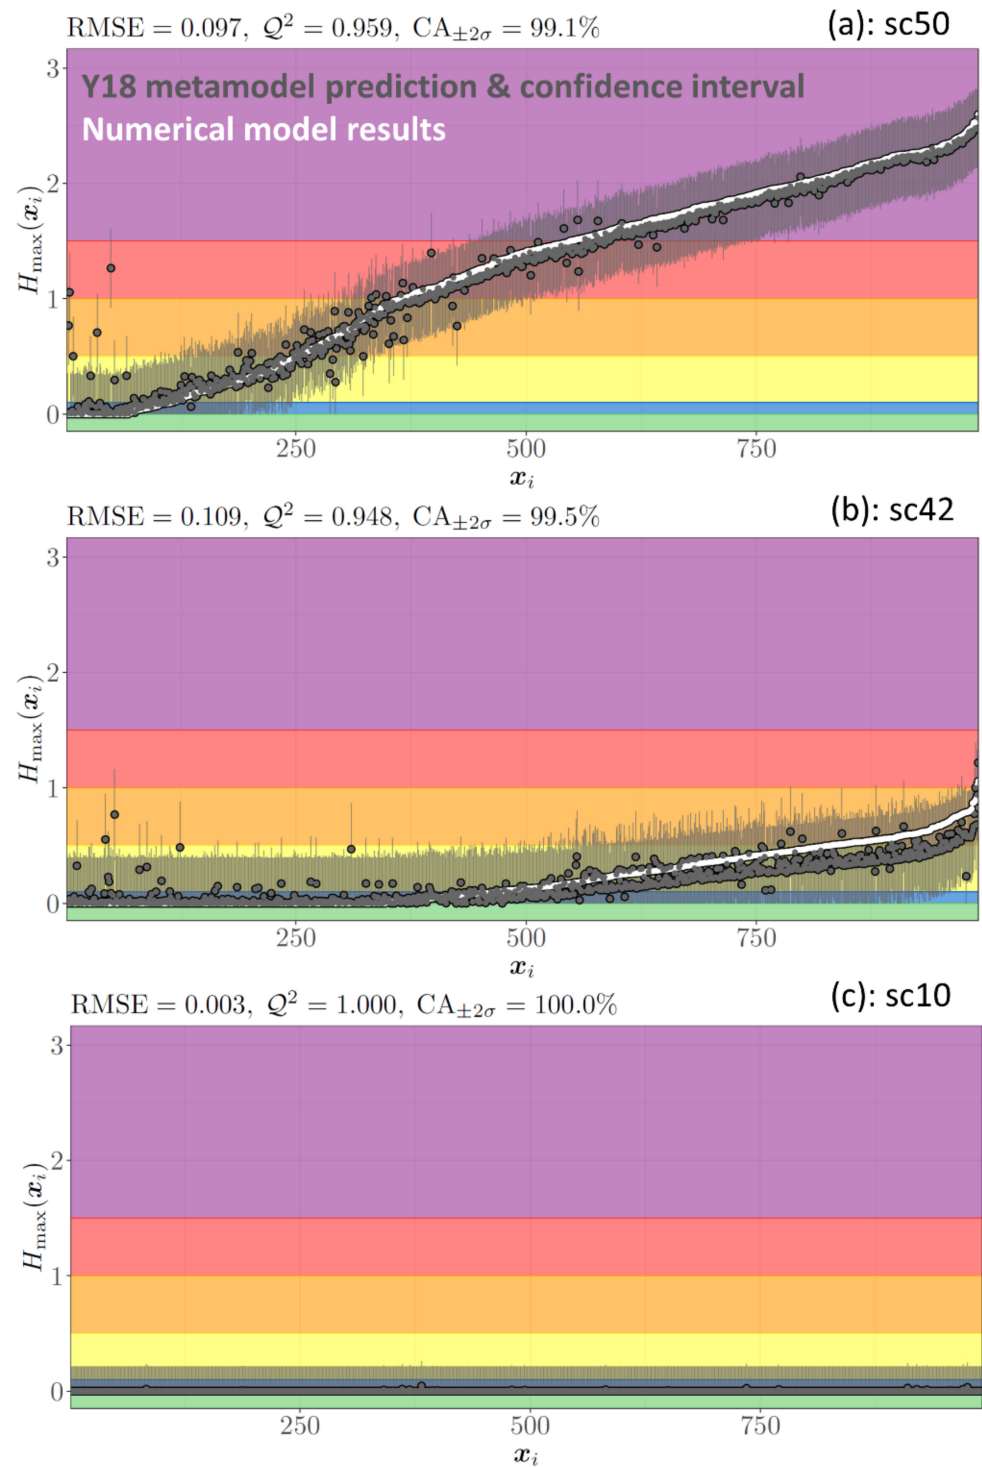 RMSE = 0.097, Q² = 0.959, CA±2σ = 99.1%
(a): sc50
Y18 metamodel prediction & confidence interval
Numerical model results
Hmax(xi)
3
2
1
0
250 500 750
xi
RMSE = 0.109, Q² = 0.948, CA±2σ = 99.5%
(b): sc42
Hmax(xi)
3
2
1
0
250 500 750
xi
RMSE = 0.003, Q² = 1.000, CA±2σ = 100.0%
(c): sc10
Hmax(xi)
3
2
1
0
250 500 750
xi